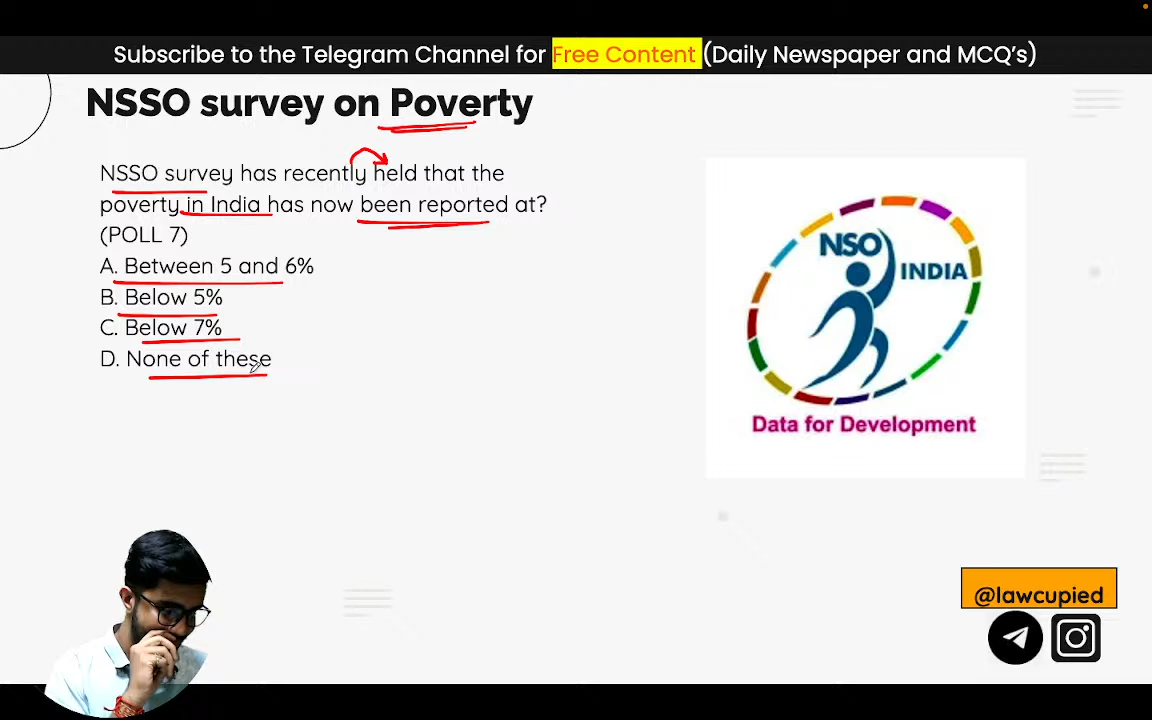 Subscribe to the Telegram Channel for Free Content (Daily Newspaper and MCQ's)
NSSO survey on Poverty
NSSO survey has recently held that the
poverty in India has now been reported at?
(POLL 7)
A. Between 5 and 6%
B. Below 5%
C. Below 7%
D. None of these
NSO
INDIA
Data for Development
@lawcupied